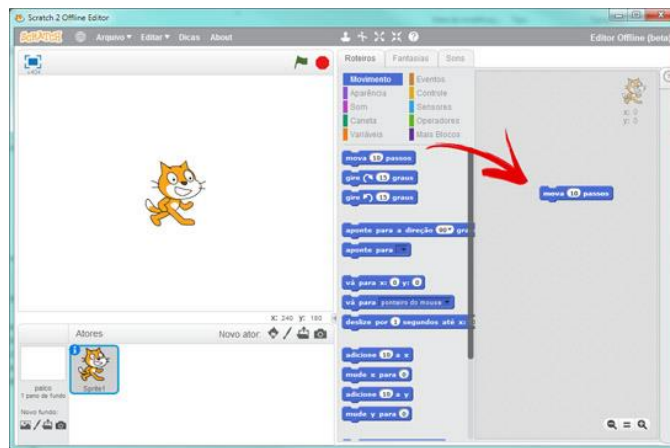 Scratch 2 Offline Editor
SCRATCH Arquivo Editar Dicas About
Editor Offline (beta)
Roteiros Fantasias Sons
Movimento Eventos
Aparência Controle
Som Sensores
Caneta Operadores
Variáveis Mais Blocos
x: 0
y: 0
mova 10 passos
gire 15 graus
gire 15 graus
aponte para a direção 90 gra
aponte para
vá para x: 0 y: 0
vá para ponteiro do mouse
deslize por 1 segundos até x:
adicione 10 a x
mude x para 0
adicione 10 a y
mude y para 0
mova 10 passos
X: 240 y: 180
Atores Novo ator:
palco
1 pano de fundo
Novo fundo:
Sprite1